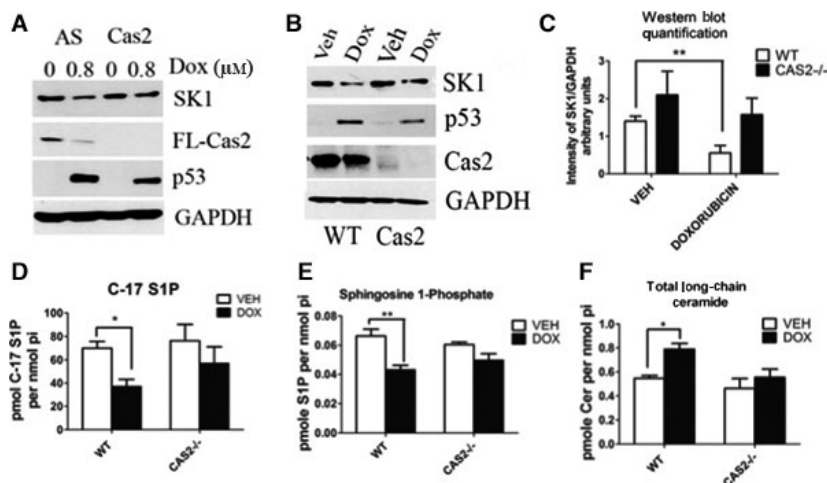 A
AS Cas2
0 0.8 0 0.8 Dox (μM)
SK1
FL-Cas2
p53
GAPDH
B
Veh Dox Veh Dox
SK1
p53
Cas2
GAPDH
WT Cas2
C
Western blot
quantification
Intensity of SK1/GAPDH
arbitrary units
3
2
1
0
**
WT
CAS2-/-
VEH
DOXORUBICIN
D
C-17 S1P
pmol C-17 S1P
per nmol pi
100
80
60
40
20
0
*
VEH
DOX
WT
CAS2-/-
E
Sphingosine 1-Phosphate
pmole S1P per nmol pi
0.08
0.06
0.04
0.02
0.00
**
VEH
DOX
WT
CAS2-/-
F
Total long-chain
ceramide
pmole Cer per nmol pi
1.0
0.8
0.6
0.4
0.2
0.0
*
VEH
DOX
WT
CAS2-/-